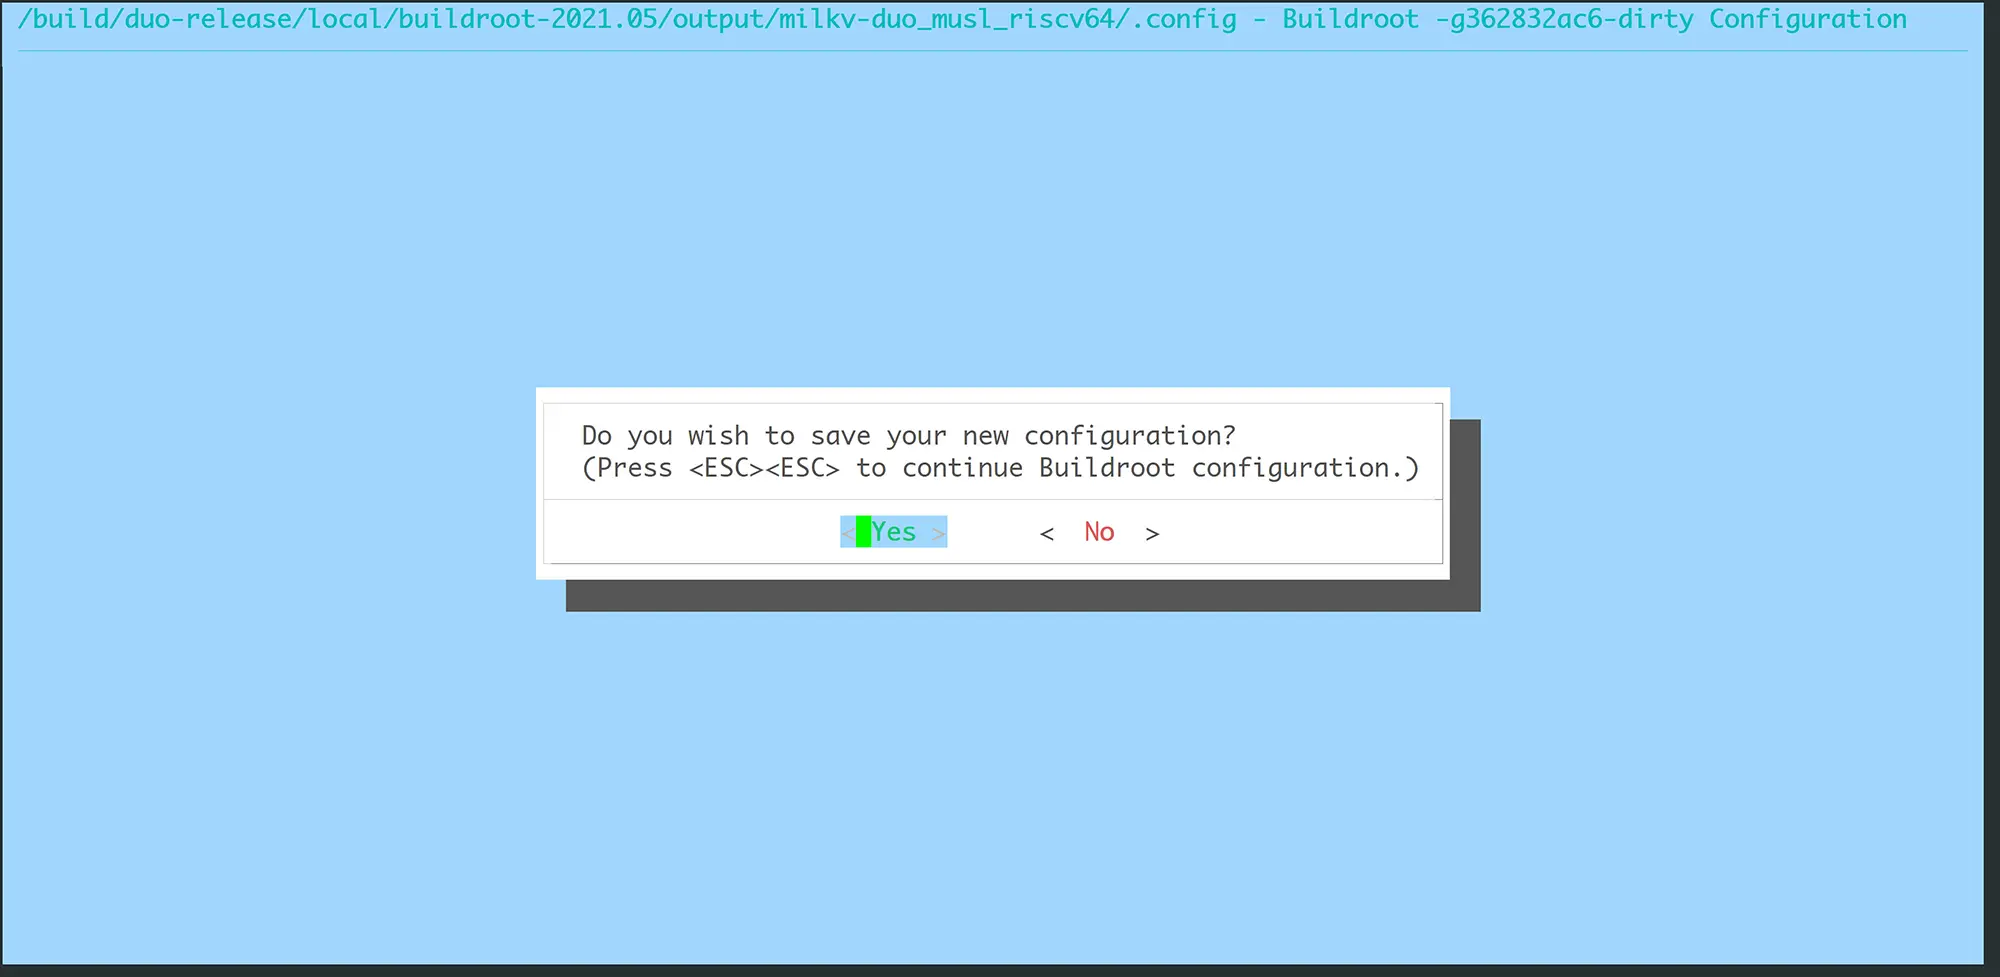 /build/duo-release/local/buildroot-2021.05/output/milkv-duo_musl_riscv64/.config - Buildroot -g362832ac6-dirty Configuration
Do you wish to save your new configuration?
(Press <ESC><ESC> to continue Buildroot configuration.)
< Yes > < No >